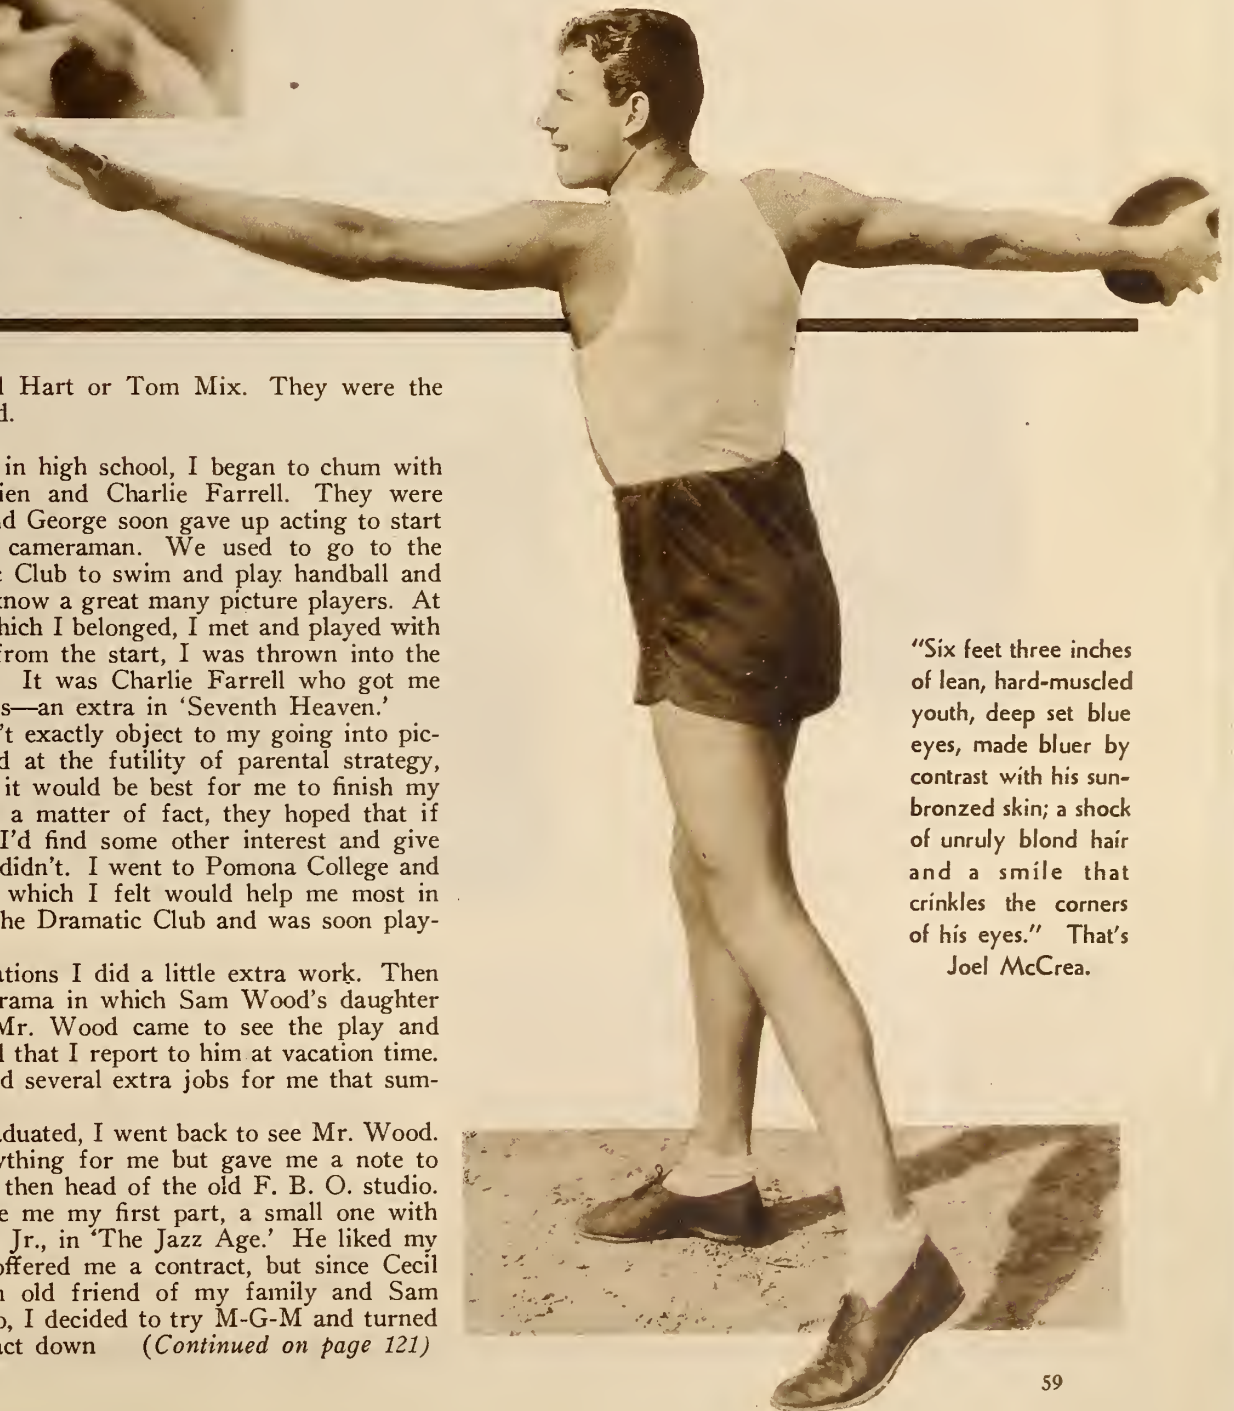 Hart or Tom Mix. They were the
in high school, I began to chum with
and Charlie Farrell. They were
George soon gave up acting to start
cameraman. We used to go to the
Club to swim and play handball and
know a great many picture players. At
which I belonged, I met and played with
from the start, I was thrown into the
It was Charlie Farrell who got me
s—an extra in ‘Seventh Heaven.’
’t exactly object to my going into pic-
at the futility of parental strategy,
it would be best for me to finish my
a matter of fact, they hoped that if
I’d find some other interest and give
didn’t. I went to Pomona College and
which I felt would help me most in
the Dramatic Club and was soon play-
ations I did a little extra work. Then
rama in which Sam Wood’s daughter
Mr. Wood came to see the play and
that I report to him at vacation time.
several extra jobs for me that sum-
aduated, I went back to see Mr. Wood.
ything for me but gave me a note to
then head of the old F. B. O. studio.
me my first part, a small one with
Jr., in ‘The Jazz Age.’ He liked my
offered me a contract, but since Cecil
old friend of my family and Sam
I decided to try M-G-M and turned
act down (Continued on page 121)
"Six feet three inches
of lean, hard-muscled
youth, deep set blue
eyes, made bluer by
contrast with his sun-
bronzed skin; a shock
of unruly blond hair
and a smile that
crinkles the corners
of his eyes." That's
Joel McCrea.
59